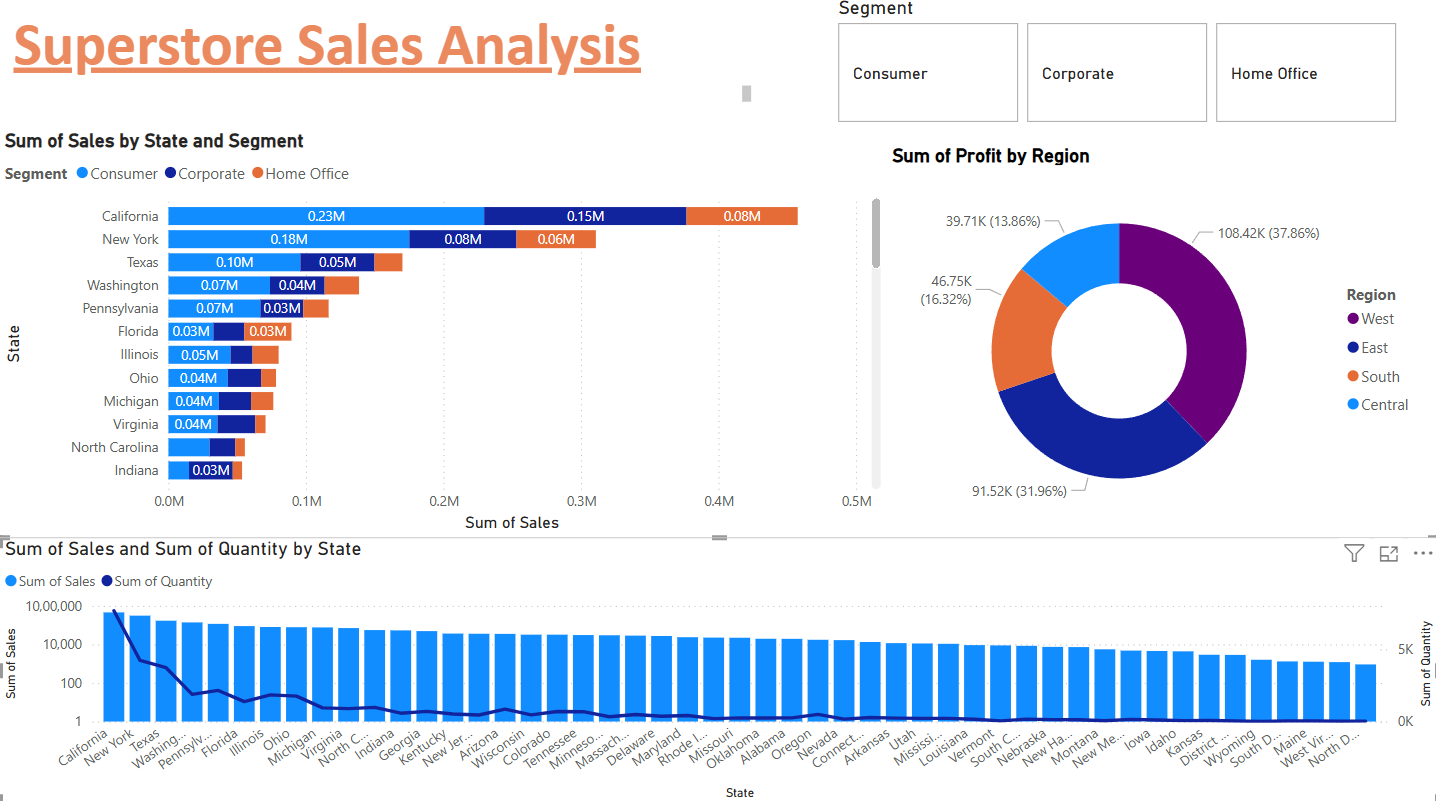 Superstore Sales Analysis
Segment
Consumer
Corporate
Home Office
Sum of Sales by State and Segment
Segment Consumer Corporate Home Office
State
California 0.23M 0.15M 0.08M
New York 0.18M 0.08M 0.06M
Texas 0.10M 0.05M
Washington 0.07M 0.04M
Pennsylvania 0.07M 0.03M
Florida 0.03M 0.03M
Illinois 0.05M
Ohio 0.04M
Michigan 0.04M
Virginia 0.04M
North Carolina
Indiana 0.03M
0.0M 0.1M 0.2M 0.3M 0.4M 0.5M
Sum of Sales
Sum of Profit by Region
39.71K (13.86%)
108.42K (37.86%)
46.75K
(16.32%)
91.52K (31.96%)
Region
West
East
South
Central
Sum of Sales and Sum of Quantity by State
Sum of Sales Sum of Quantity
Sum of Sales
10,00,000
10,000
100
1
5K
0K
Sum of Quantity
California
New York
Texas
Washing...
Pennsylv...
Florida
Illinois
Ohio
Michigan
Virginia
North C...
Indiana
Georgia
Kentucky
New Jer...
Arizona
Wisconsin
Colorado
Tennessee
Minneso...
Massach...
Delaware
Maryland
Rhode I...
Missouri
Oklahoma
Alabama
Oregon
Nevada
Connect...
Arkansas
Utah
Mississi...
Louisiana
Vermont
South C...
Nebraska
New Ha...
Montana
New Me...
Iowa
Idaho
Kansas
District ...
Wyoming
South D...
Maine
West Vir...
North D...
State